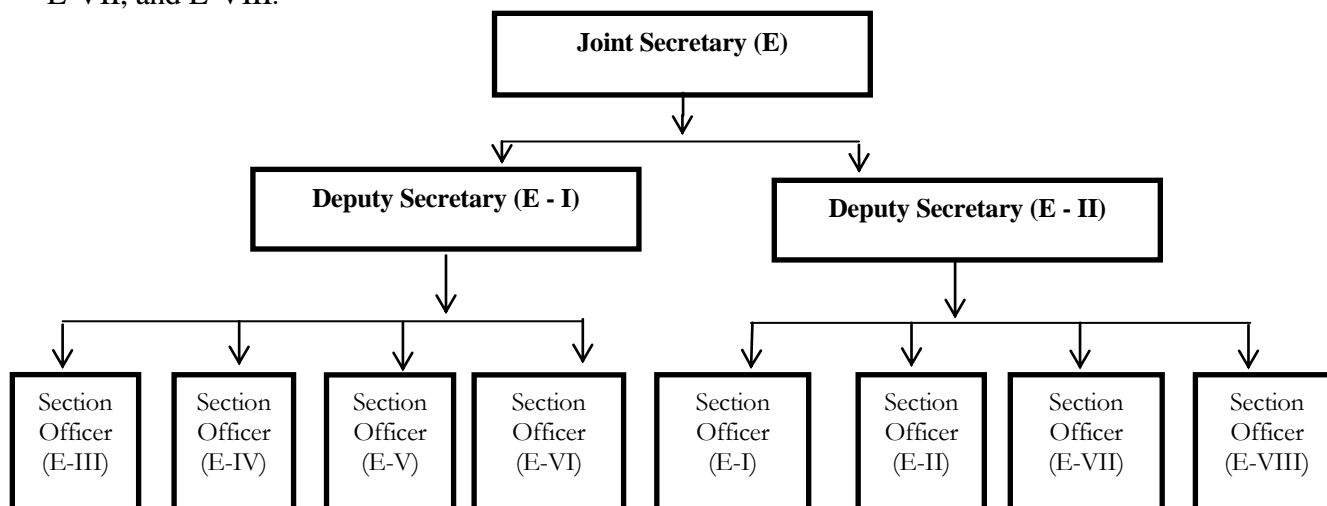 E-VII, and E-VIII.
Joint Secretary (E)
Deputy Secretary (E - I)
Deputy Secretary (E - II)
Section
Officer
(E-III)
Section
Officer
(E-IV)
Section
Officer
(E-V)
Section
Officer
(E-VI)
Section
Officer
(E-I)
Section
Officer
(E-II)
Section
Officer
(E-VII)
Section
Officer
(E-VIII)